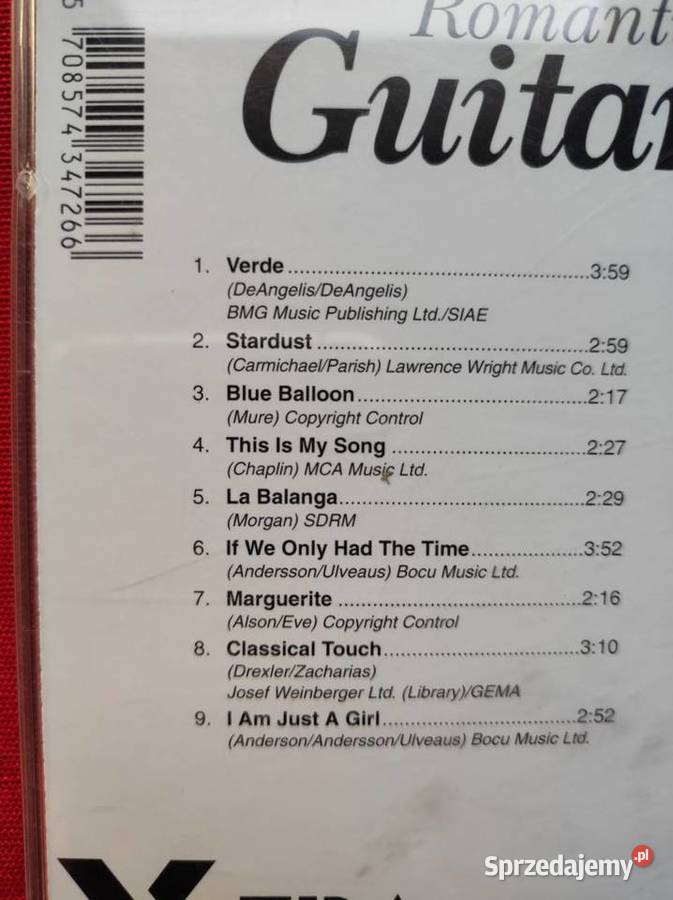 Romant
Guitar
5 708574 347266
1. Verde 3:59
(DeAngelis/DeAngelis)
BMG Music Publishing Ltd./SIAE
2. Stardust 2:59
(Carmichael/Parish) Lawrence Wright Music Co. Ltd.
3. Blue Balloon 2:17
(Mure) Copyright Control
4. This Is My Song 2:27
(Chaplin) MCA Music Ltd.
5. La Balanga 2:29
(Morgan) SDRM
6. If We Only Had The Time 3:52
(Andersson/Ulveaus) Bocu Music Ltd.
7. Marguerite 2:16
(Alson/Eve) Copyright Control
8. Classical Touch 3:10
(Drexler/Zacharias)
Josef Weinberger Ltd. (Library)/GEMA
9. I Am Just A Girl 2:52
(Anderson/Andersson/Ulveaus) Bocu Music Ltd.
Sprzedajemy.pl